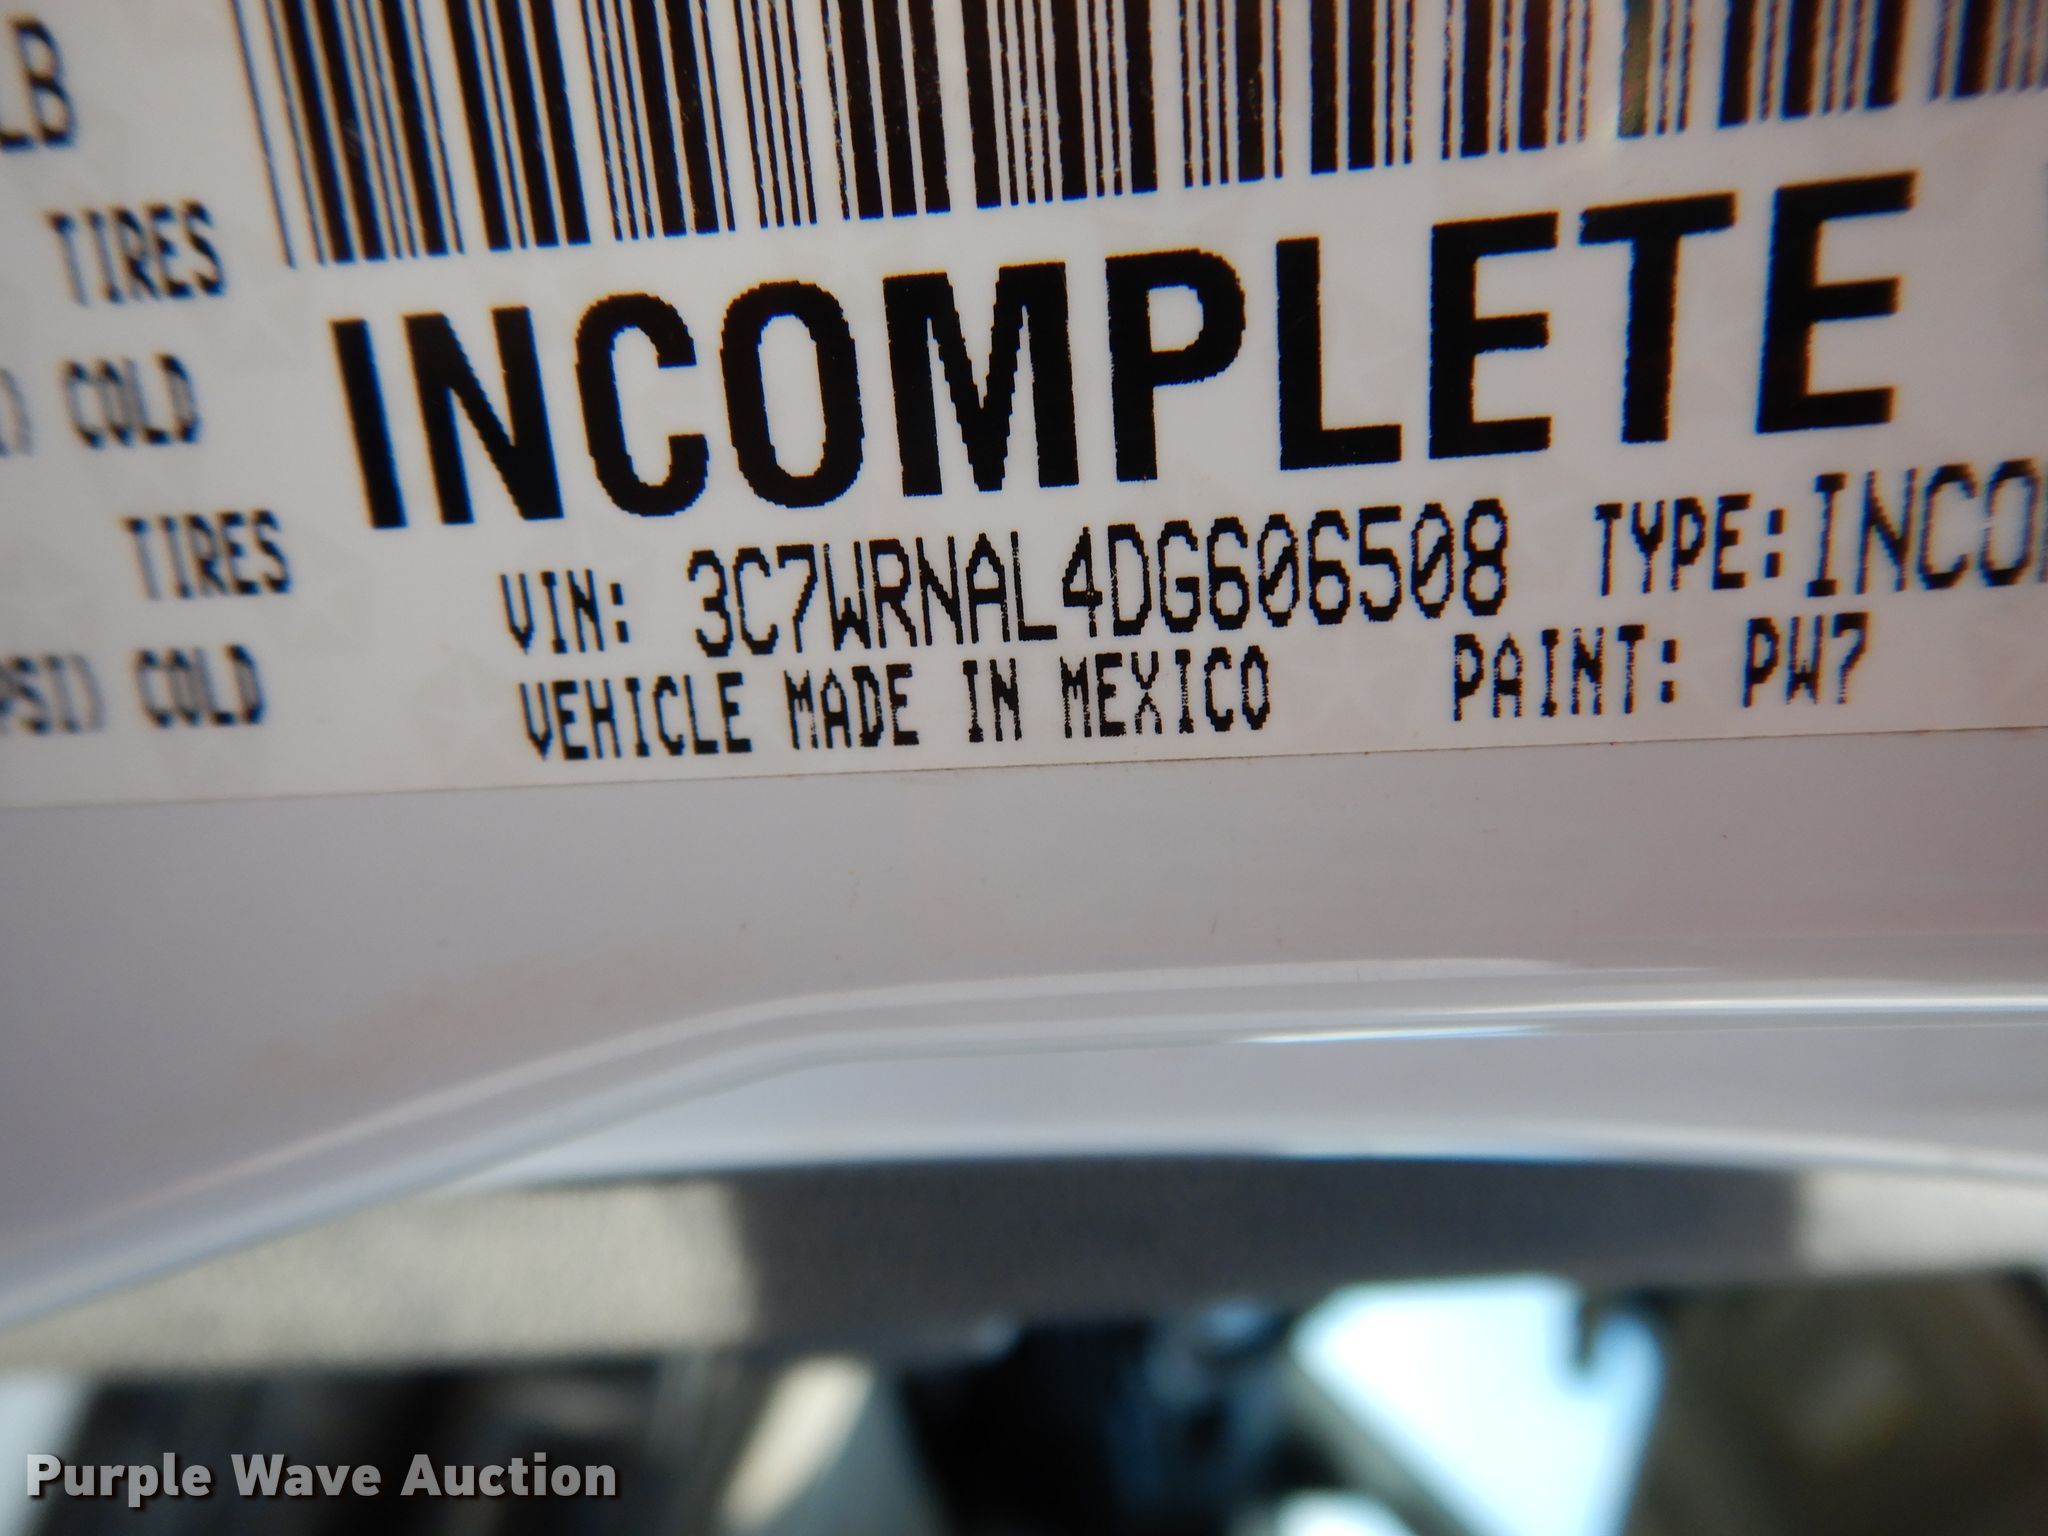 LB
TIRES
INCOMPLETE
) COLD
TIRES
VIN: 3C7WRNAL4DG606508 TYPE: INCO
PSI) COLD
VEHICLE MADE IN MEXICO PAINT: PW7
Purple Wave Auction